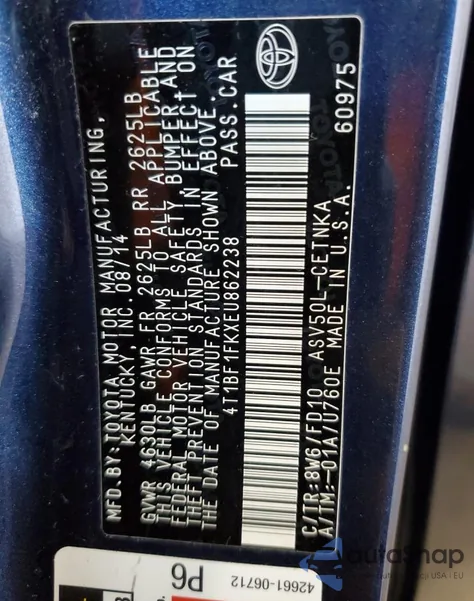 MFD.BY:TOYOTA MOTOR MANUFACTURING,
KENTUCKY, INC. 08/14
GVWR 4630LB GAWR FR 2625LB RR 2625LB
THIS VEHICLE CONFORMS TO ALL APPLICABLE
FEDERAL MOTOR VEHICLE SAFETY, BUMPER AND
THEFT PREVENTION STANDARDS IN EFFECT ON
THE DATE OF MANUFACTURE SHOWN ABOVE.
4T1BF1FKXEU862238 PASS.CAR
C/TR:8W6/FD10 ASV50L-CETNKA 60975
A/TM:-01A/U760E MADE IN U.S.A.
42661-06712
P6
AutoSnap